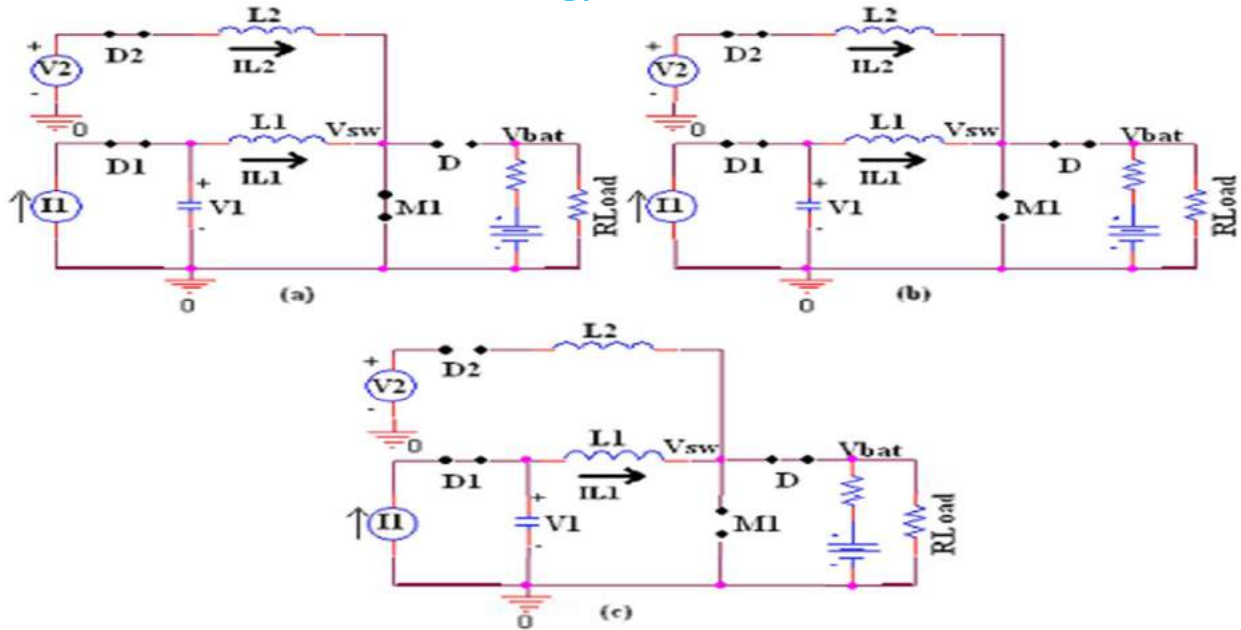 L2
+
D2
V2
IL2
-
0
L1
Vsw
Vbat
D1
IL1
D
I1
+
V1
-
M1
RLoad
+
-
0
(a)
L2
+
D2
V2
IL2
-
0
L1
Vsw
Vbat
D1
IL1
D
I1
+
V1
-
M1
RLoad
-
0
(b)
L2
+
D2
V2
-
0
L1
Vsw
Vbat
D1
IL1
D
I1
+
V1
-
M1
RLoad
-
0
(c)